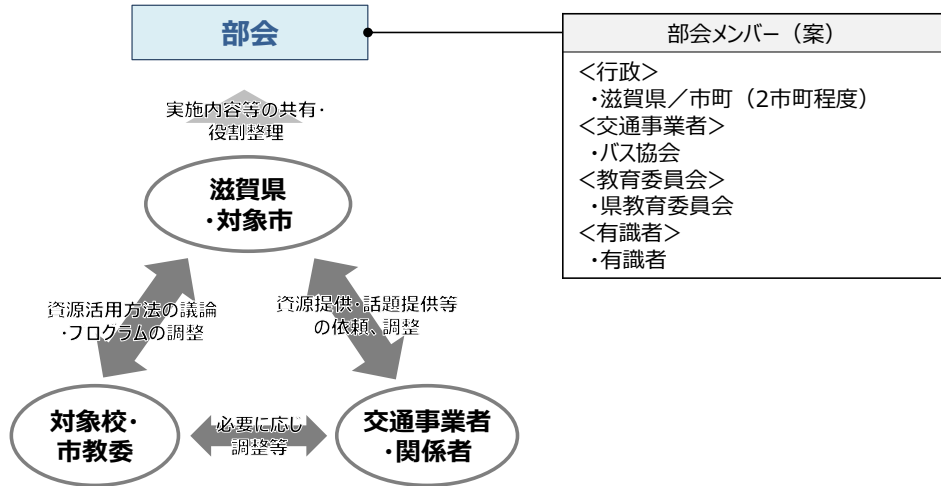 部会
部会メンバー（案）
＜行政＞
・滋賀県／市町（2市町程度）
＜交通事業者＞
・バス協会
＜教育委員会＞
・県教育委員会
＜有識者＞
・有識者
実施内容等の共有・
役割整理
滋賀県
・対象市
資源活用方法の議論
・プログラムの調整
資源提供・話題提供等
の依頼、調整
対象校・
市教委
必要に応じ
調整等
交通事業者
・関係者